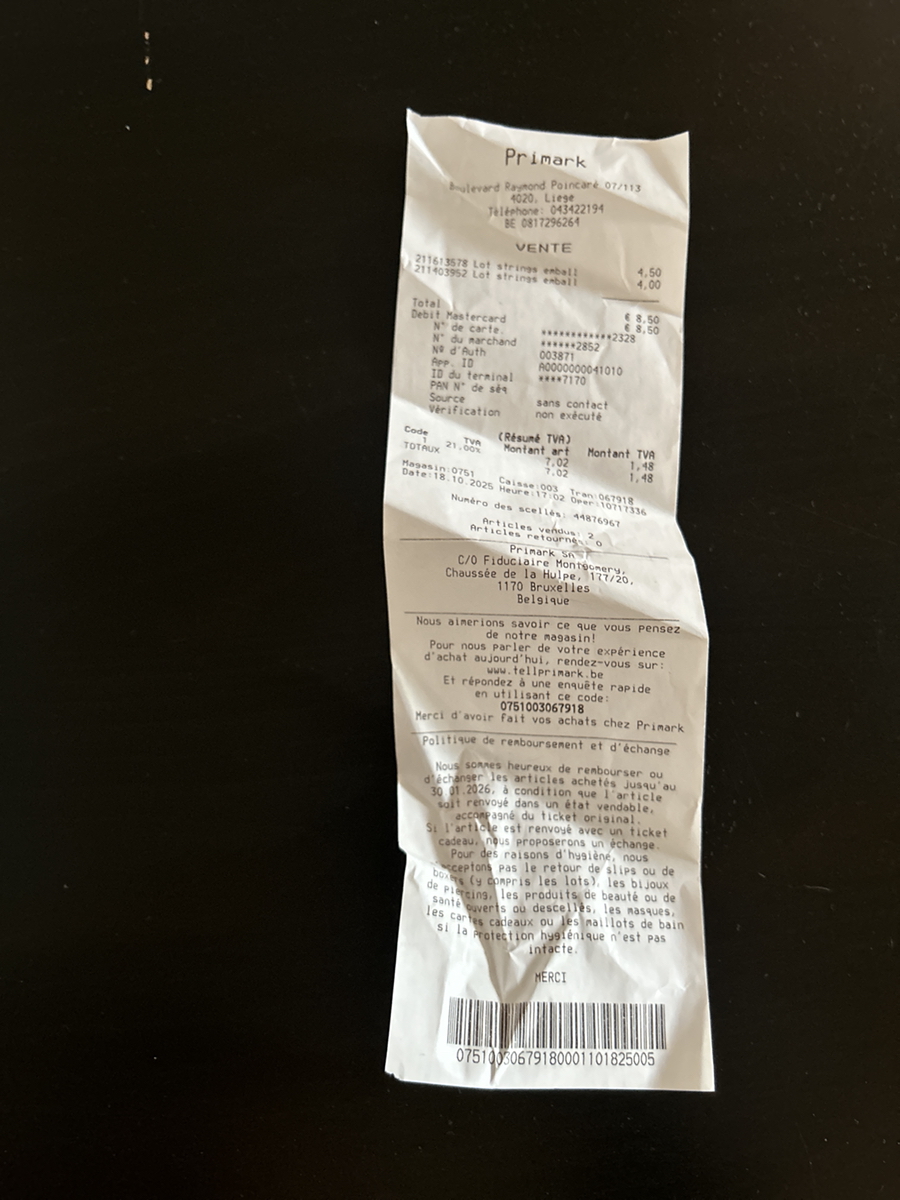 Primark
Boulevard Raymond Poincaré 07/113
4020, Liege
Téléphone: 043422194
BE 0817296264
VENTE
211613578 Lot strings emball 4,50
211403952 Lot strings emball 4,00
Total € 8,50
Debit Mastercard € 8,50
N° de carte. ************2328
N° du marchand ******2852
Nº d'Auth 003871
App. ID A0000000041010
ID du terminal ****7170
PAN N° de séq
Source sans contact
Vérification non exécuté
(Résumé TVA)
Code TVA Montant art Montant TVA
1 21,00% 7,02 1,48
TOTAUX 7,02 1,48
Magasin:0751 Caisse:003 Tran:067918
Date:18.10.2025 Heure:17:02 Oper:10717336
Numéro des scellés: 44876967
Articles vendus: 2
Articles retournés: 0
Primark SA
C/O Fiduciaire Montgomery,
Chaussée de la Hulpe, 177/20,
1170 Bruxelles
Belgique
Nous aimerions savoir ce que vous pensez
de notre magasin!
Pour nous parler de votre expérience
d'achat aujourd'hui, rendez-vous sur:
www.tellprimark.be
Et répondez à une enquête rapide
en utilisant ce code:
0751003067918
Merci d'avoir fait vos achats chez Primark
Politique de remboursement et d'échange
Nous sommes heureux de rembourser ou
d'échanger les articles achetés jusqu'au
30.01.2026, à condition que l'article
soit renvoyé dans un état vendable,
accompagné du ticket original.
Si l'article est renvoyé avec un ticket
cadeau, nous proposerons un échange.
Pour des raisons d'hygiène, nous
acceptons pas le retour de slips ou de
boxers (y compris les lots), les bijoux
de piercing, les produits de beauté ou de
santé ouverts ou descellés, les masques,
les cartes cadeaux ou les maillots de bain
si la protection hygiénique n'est pas
intacte.
MERCI
07510030679180001101825005